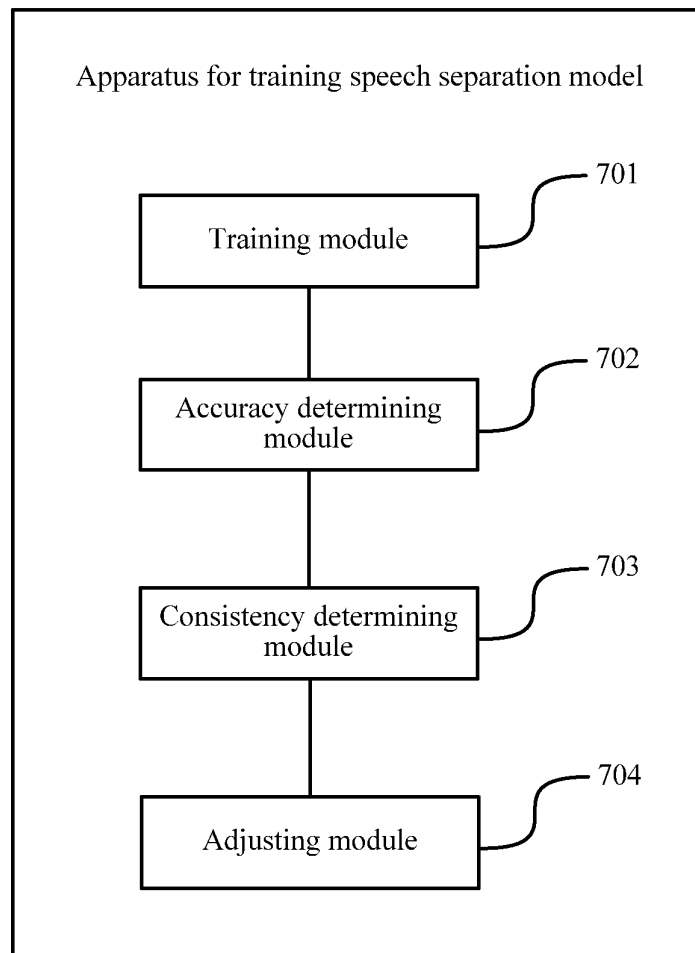 Apparatus for training speech separation model
701
Training module
702
Accuracy determining
module
703
Consistency determining
module
704
Adjusting module